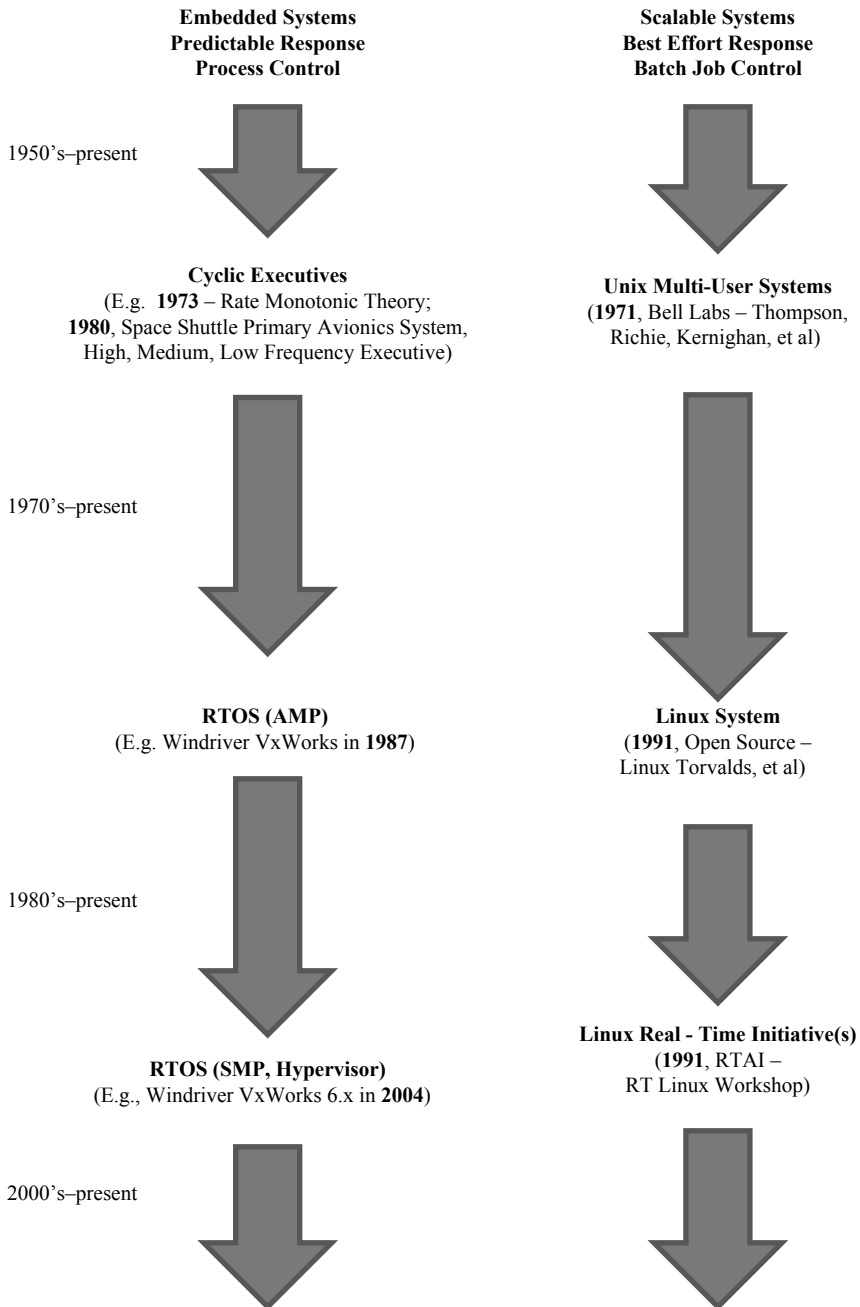 Embedded Systems
Predictable Response
Process Control
Scalable Systems
Best Effort Response
Batch Job Control
1950's–present
Cyclic Executives
(E.g. 1973 – Rate Monotonic Theory;
1980, Space Shuttle Primary Avionics System,
High, Medium, Low Frequency Executive)
Unix Multi-User Systems
(1971, Bell Labs – Thompson,
Richie, Kernighan, et al)
1970's–present
RTOS (AMP)
(E.g. Windriver VxWorks in 1987)
Linux System
(1991, Open Source –
Linux Torvalds, et al)
1980's–present
RTOS (SMP, Hypervisor)
(E.g., Windriver VxWorks 6.x in 2004)
Linux Real - Time Initiative(s)
(1991, RTAI –
RT Linux Workshop)
2000's–present